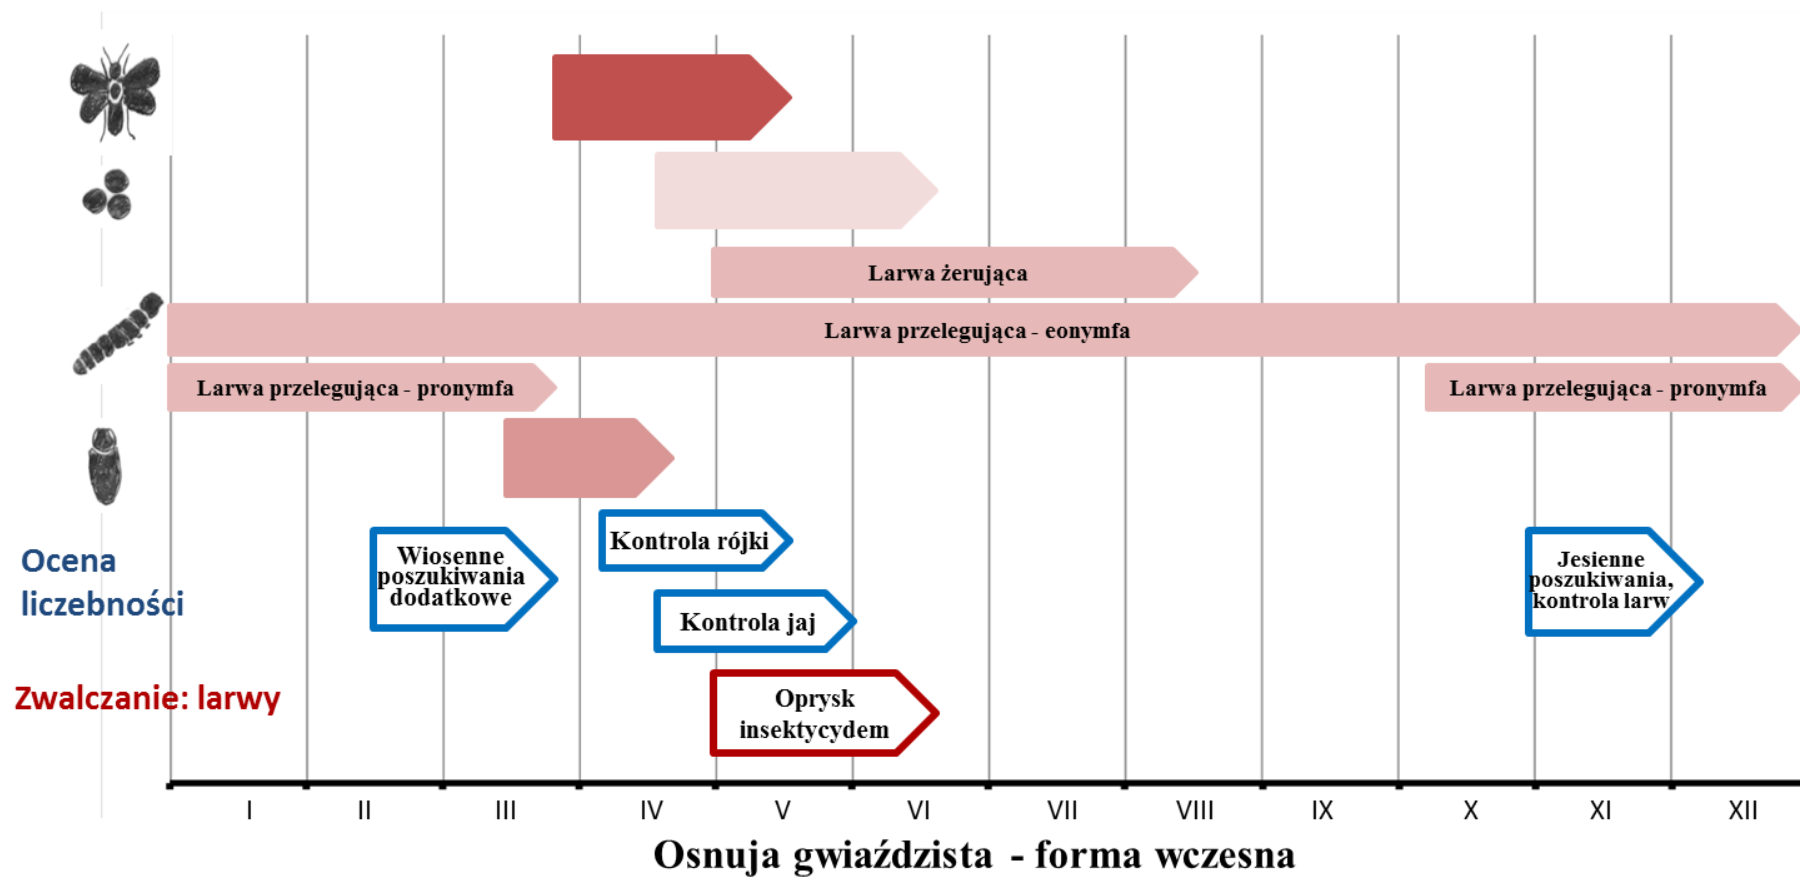 Larwa żerująca
Larwa przelegująca - eonymfa
Larwa przelegująca - pronymfa
Larwa przelegująca - pronymfa
Ocena
liczebności
Wiosenne
poszukiwania
dodatkowe
Kontrola rójki
Kontrola jaj
Jesienne
poszukiwania,
kontrola larw
Zwalczanie: larwy
Oprysk
insektycydem
I II III IV V VI VII VIII IX X XI XII
Osnuja gwiaździsta - forma wczesna